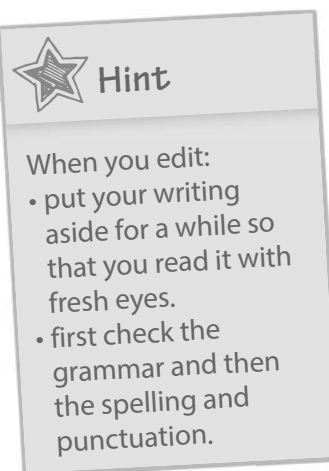 Hint
When you edit:
• put your writing
aside for a while so
that you read it with
fresh eyes.
• first check the
grammar and then
the spelling and
punctuation.